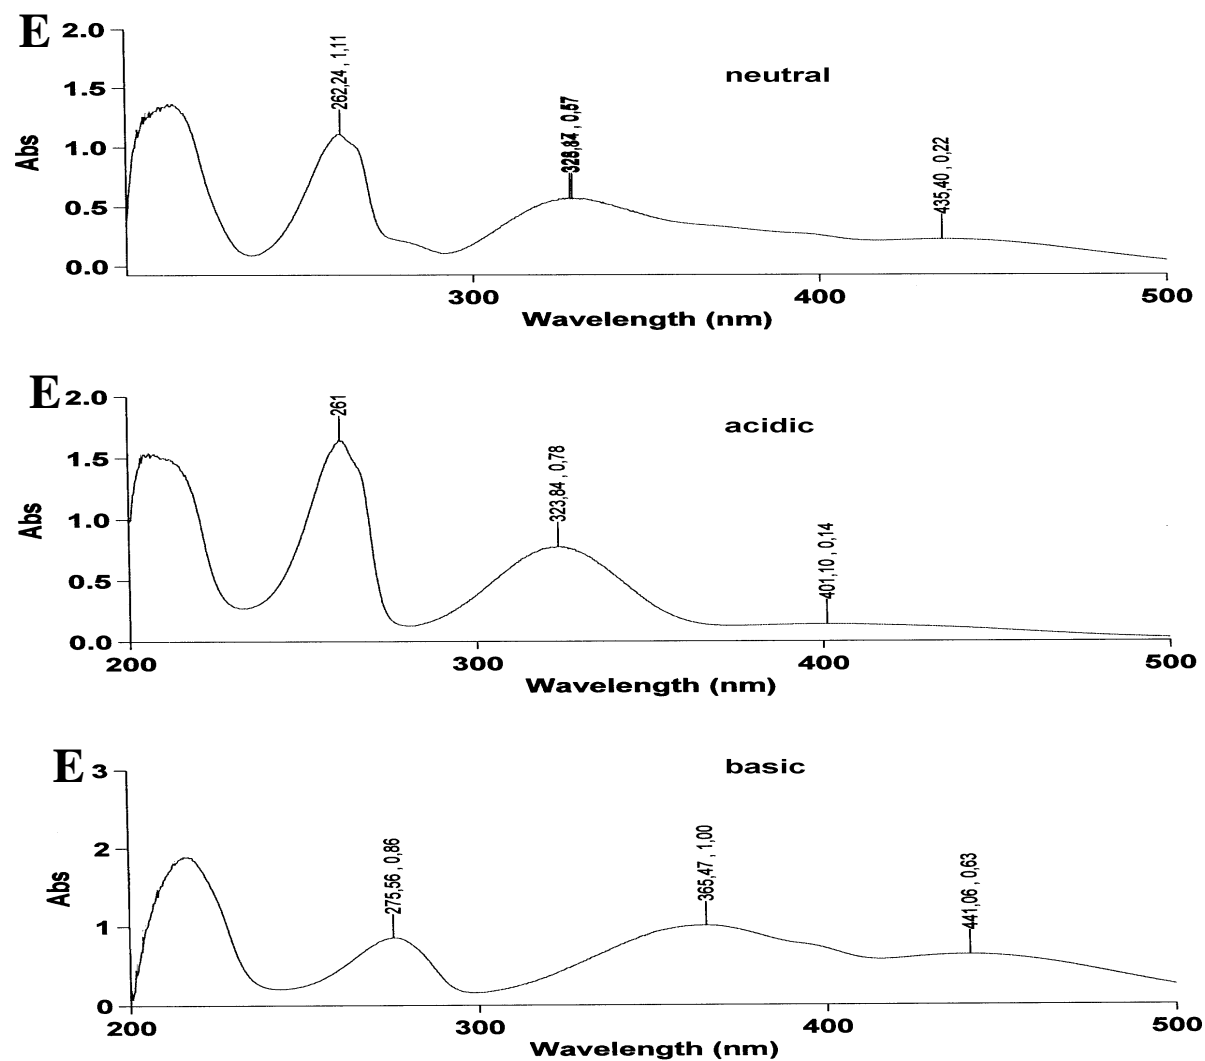 E
2.0
262,24 , 1,11
neutral
1.5
435,40 , 0,22
Abs
1.0
0.5
0.0
300
400
500
Wavelength (nm)
E
2.0
261
acidic
323,84 , 0,78
1.5
401,10 , 0,14
Abs
1.0
0.5
0.0
200
300
400
500
Wavelength (nm)
E
3
basic
275,56 , 0,86
365,47 , 1,00
441,06 , 0,63
2
Abs
1
0
200
300
400
500
Wavelength (nm)